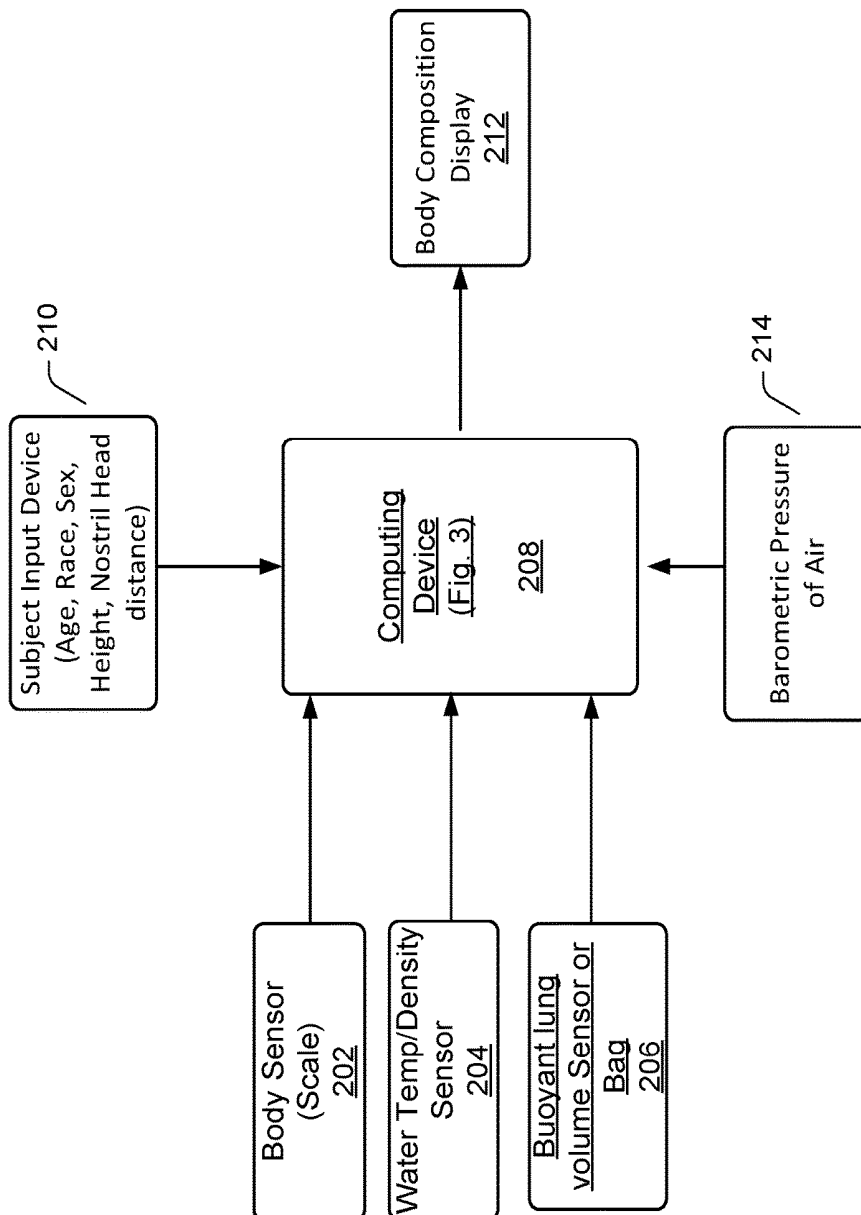 Subject Input Device
(Age, Race, Sex,
Height, Nostril Head
distance)
210
Body Sensor
(Scale)
202
Water Temp/Density
Sensor
204
Buoyant lung
volume Sensor or
Bag
206
Computing
Device
(Fig. 3)
208
Body Composition
Display
212
Barometric Pressure
of Air
214